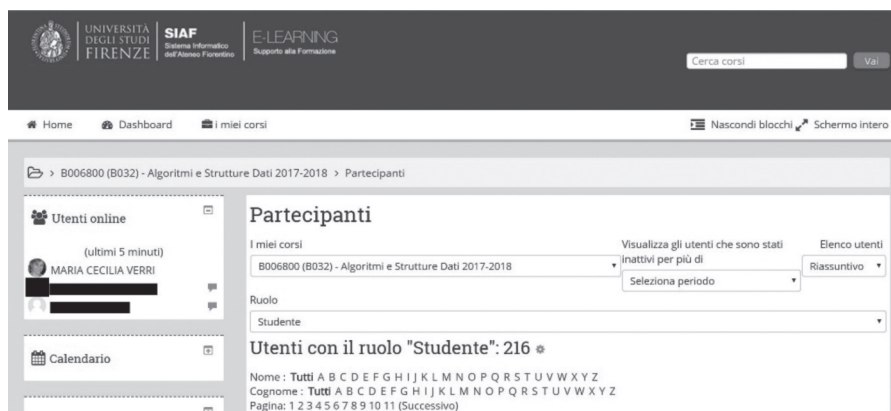 UNIVERSITÀ
DEGLI STUDI
FIRENZE
SIAF
Sistema Informatico
dell'Ateneo Fiorentino
E-LEARNING
Supporto alla Formazione
Cerca corsi
Vai
Home Dashboard i miei corsi
Nascondi blocchi Schermo intero
> B006800 (B032) - Algoritmi e Strutture Dati 2017-2018 > Partecipanti
Utenti online
(ultimi 5 minuti)
MARIA CECILIA VERRI
Calendario
Partecipanti
I miei corsi
B006800 (B032) - Algoritmi e Strutture Dati 2017-2018
Visualizza gli utenti che sono stati
inattivi per più di
Seleziona periodo
Elenco utenti
Riassuntivo
Ruolo
Studente
Utenti con il ruolo "Studente": 216
Nome : Tutti A B C D E F G H I J K L M N O P Q R S T U V W X Y Z
Cognome : Tutti A B C D E F G H I J K L M N O P Q R S T U V W X Y Z
Pagina: 1 2 3 4 5 6 7 8 9 10 11 (Successivo)